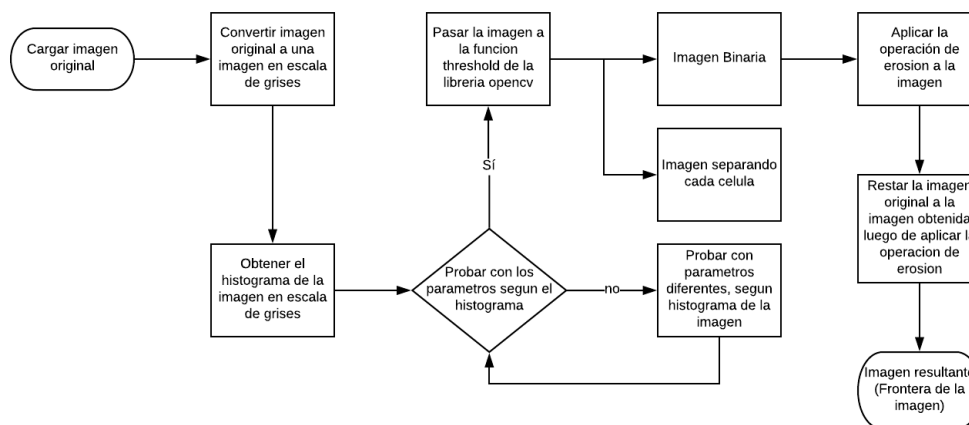 Cargar imagen
original
Convertir imagen
original a una
imagen en escala
de grises
Pasar la imagen a
a la funcion
threshold de la
libreria opencv
Imagen Binaria
Aplicar la
operación de
erosion a la
imagen
Imagen separando
cada celula
Sí
Restar la imagen
original a la
imagen obtenida
luego de aplicar la
operacion de
erosion
Obtener el
histograma de la
imagen en escala
de grises
Probar con los
parametros segun el
histograma
no
Probar con
parametros
diferentes, segun
histograma de la
imagen
Imagen resultante
(Frontera de la
imagen)